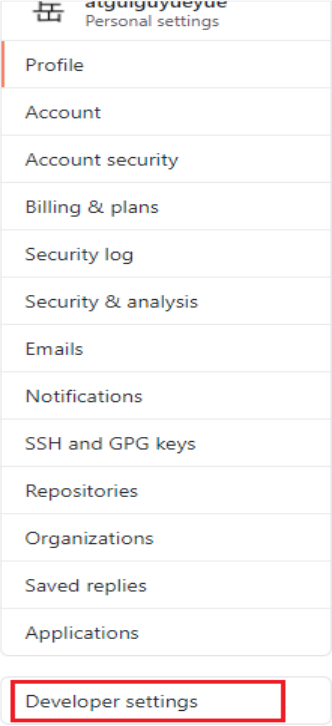 岳 atguiguyueyue
Personal settings
Profile
Account
Account security
Billing & plans
Security log
Security & analysis
Emails
Notifications
SSH and GPG keys
Repositories
Organizations
Saved replies
Applications
Developer settings